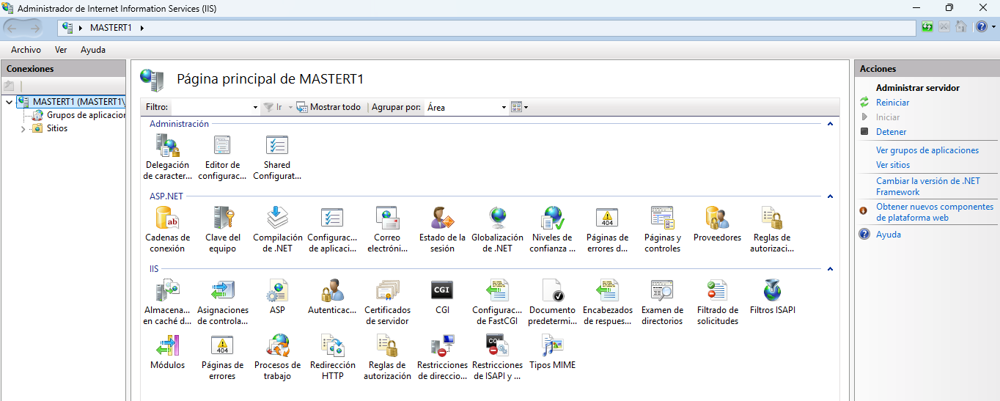 Administrador de Internet Information Services (IIS)
MASTERT1
Archivo Ver Ayuda
Conexiones
MASTERT1 (MASTERT1\
Grupos de aplicacion
Sitios
Página principal de MASTERT1
Filtro: Ir Mostrar todo Agrupar por: Área
Administración
Delegación Editor de Shared
de caracter... configurac... Configurat...
ASP.NET
Cadenas de Clave del Compilación Configurac... Correo Estado de la Globalización Niveles de Páginas de Páginas y Proveedores Reglas de
conexión equipo de .NET de aplicaci... electróni... sesión de .NET confianza ... errores d... controles autorizaci...
IIS
Almacena... Asignaciones ASP Autenticac... Certificados CGI Configurac... Documento Encabezados Examen de Filtrado de Filtros ISAPI
en caché d... de controla... de servidor de FastCGI predetermi... de respues... directorios solicitudes
Módulos Páginas de Procesos de Redirección Reglas de Restricciones Restricciones Tipos MIME
errores trabajo HTTP autorización de direccio... de ISAPI y ...
Acciones
Administrar servidor
Reiniciar
Iniciar
Detener
Ver grupos de aplicaciones
Ver sitios
Cambiar la versión de .NET
Framework
Obtener nuevos componentes
de plataforma web
Ayuda